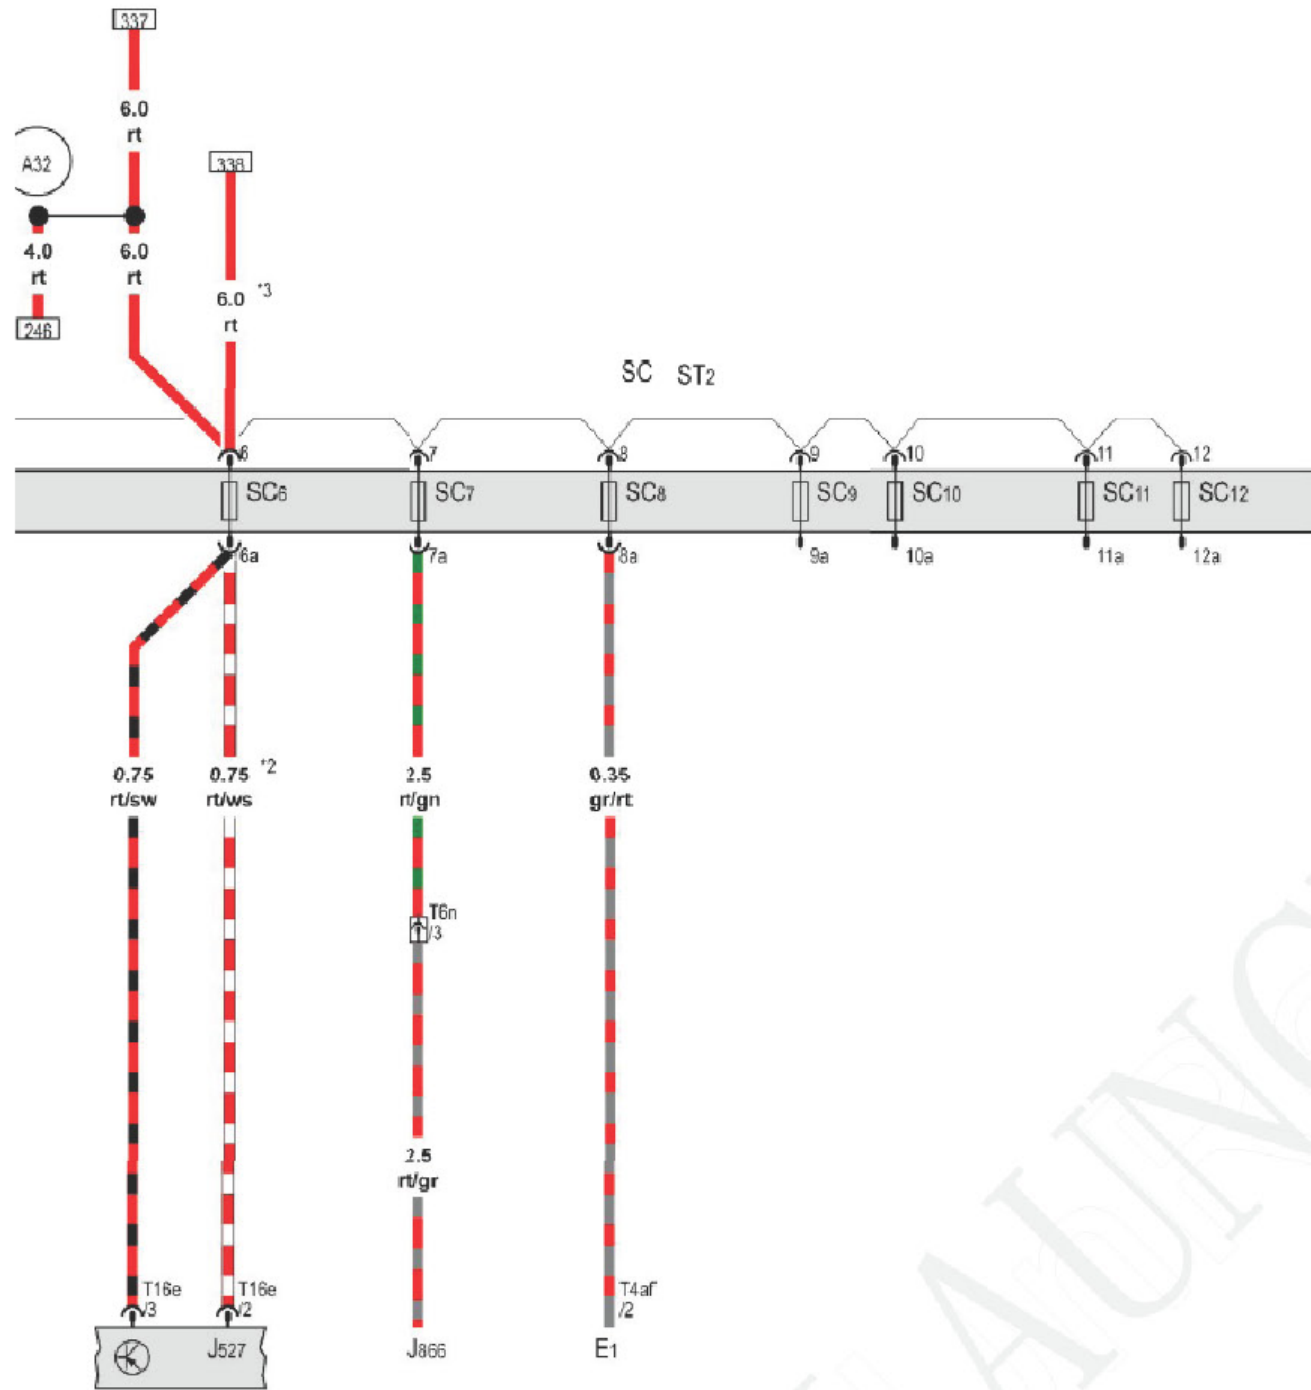 337
6.0
rt
A32
338
4.0
rt
6.0
rt
6.0 *3
rt
246
SC ST2
6 7 8 9 10 11 12
SC6 SC7 SC8 SC9 SC10 SC11 SC12
6a 7a 8a 9a 10a 11a 12a
0.75
rt/sw
0.75 *2
rt/ws
2.5
rt/gn
0.35
gr/rt
T6n
/3
2.5
rt/gr
T16e
/3
T16e
/2
T4af
/2
J527
J866
E1